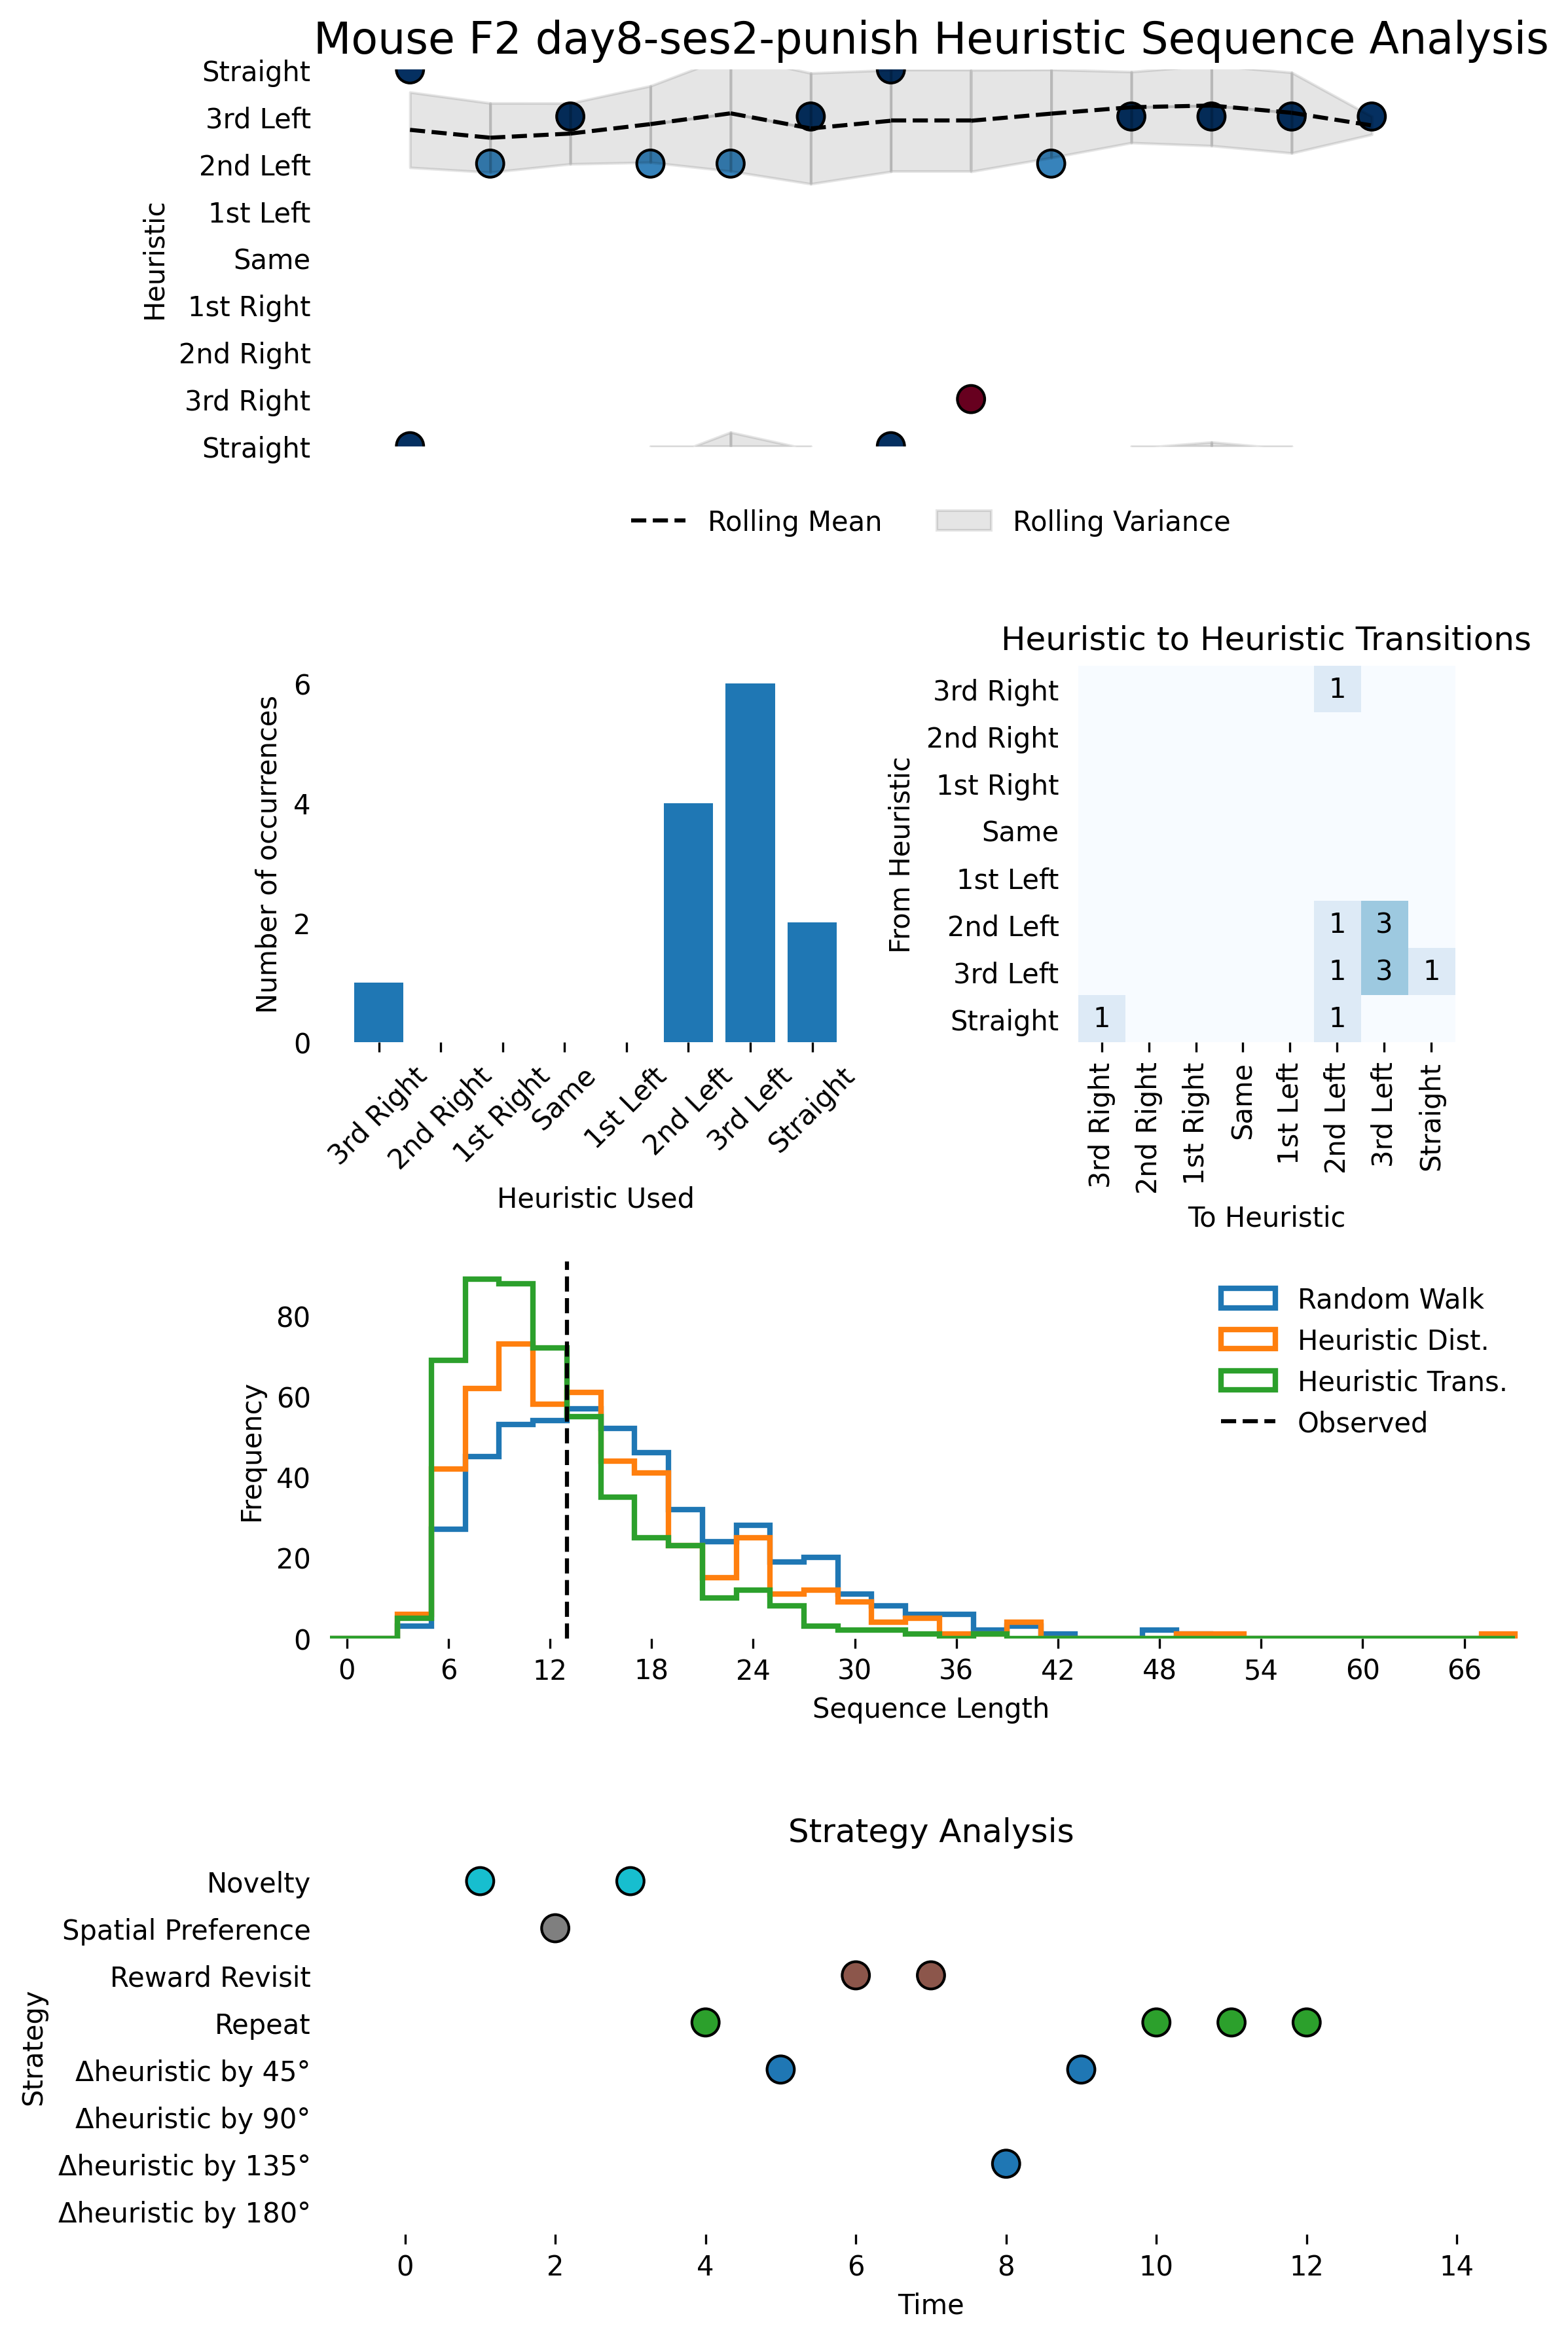 Mouse F2 day8-ses2-punish Heuristic Sequence Analysis
Straight
3rd Left
2nd Left
1st Left
Same
1st Right
2nd Right
3rd Right
Straight
Heuristic
Rolling Mean
Rolling Variance
6
4
2
0
Number of occurrences
3rd Right
2nd Right
1st Right
Same
1st Left
2nd Left
3rd Left
Straight
Heuristic Used
Heuristic to Heuristic Transitions
3rd Right
2nd Right
1st Right
Same
1st Left
2nd Left
3rd Left
Straight
From Heuristic
1
1 3
1 3 1
1 1
3rd Right
2nd Right
1st Right
Same
1st Left
2nd Left
3rd Left
Straight
To Heuristic
80
60
40
20
0
Frequency
0 6 12 18 24 30 36 42 48 54 60 66
Sequence Length
Random Walk
Heuristic Dist.
Heuristic Trans.
Observed
Strategy Analysis
Novelty
Spatial Preference
Reward Revisit
Repeat
Δheuristic by 45°
Δheuristic by 90°
Δheuristic by 135°
Δheuristic by 180°
Strategy
0 2 4 6 8 10 12 14
Time